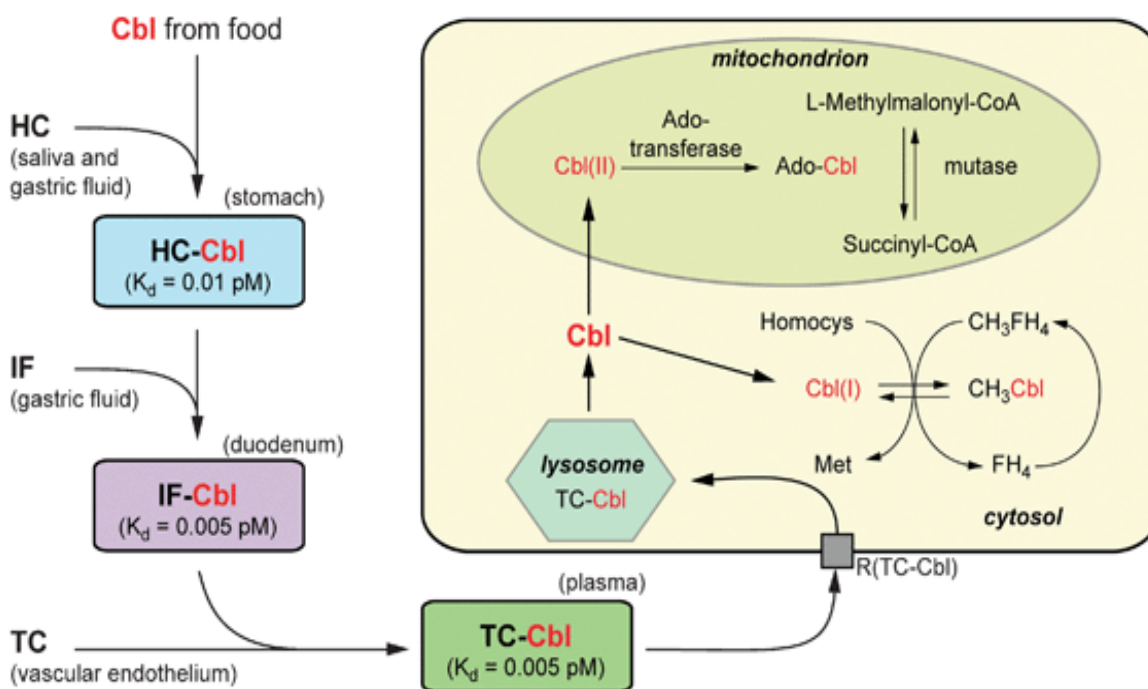 Cbl from food
HC
(saliva and
gastric fluid)
(stomach)
HC-Cbl
(Kd = 0.01 pM)
IF
(gastric fluid)
(duodenum)
IF-Cbl
(Kd = 0.005 pM)
TC
(vascular endothelium)
(plasma)
TC-Cbl
(Kd = 0.005 pM)
R(TC-Cbl)
lysosome
TC-Cbl
Cbl
mitochondrion
Cbl(II)
Ado-
transferase
Ado-Cbl
L-Methylmalonyl-CoA
mutase
Succinyl-CoA
Homocys
CH3FH4
Cbl(I)
CH3Cbl
Met
FH4
cytosol